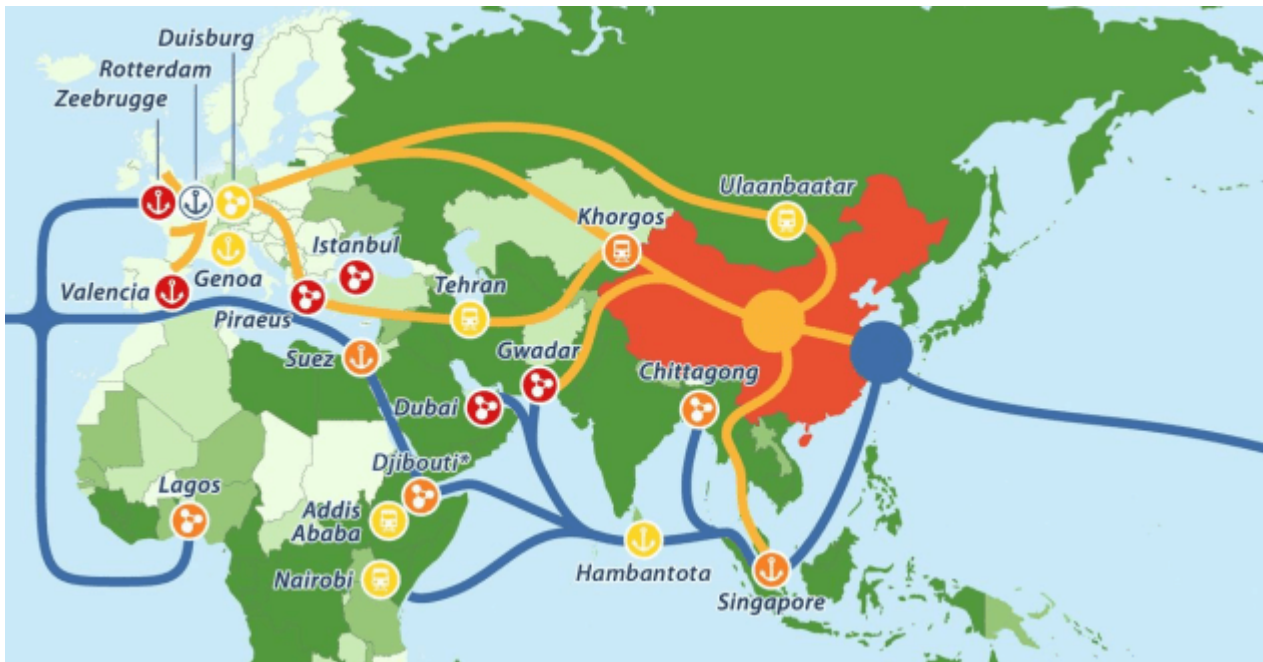 Duisburg
Rotterdam
Zeebrugge
Ulaanbaatar
Khorgos
Istanbul
Genoa
Tehran
Valencia
Piraeus
Gwadar
Suez
Chittagong
Dubai
Djibouti*
Lagos
Addis
Ababa
Nairobi
Hambantota
Singapore